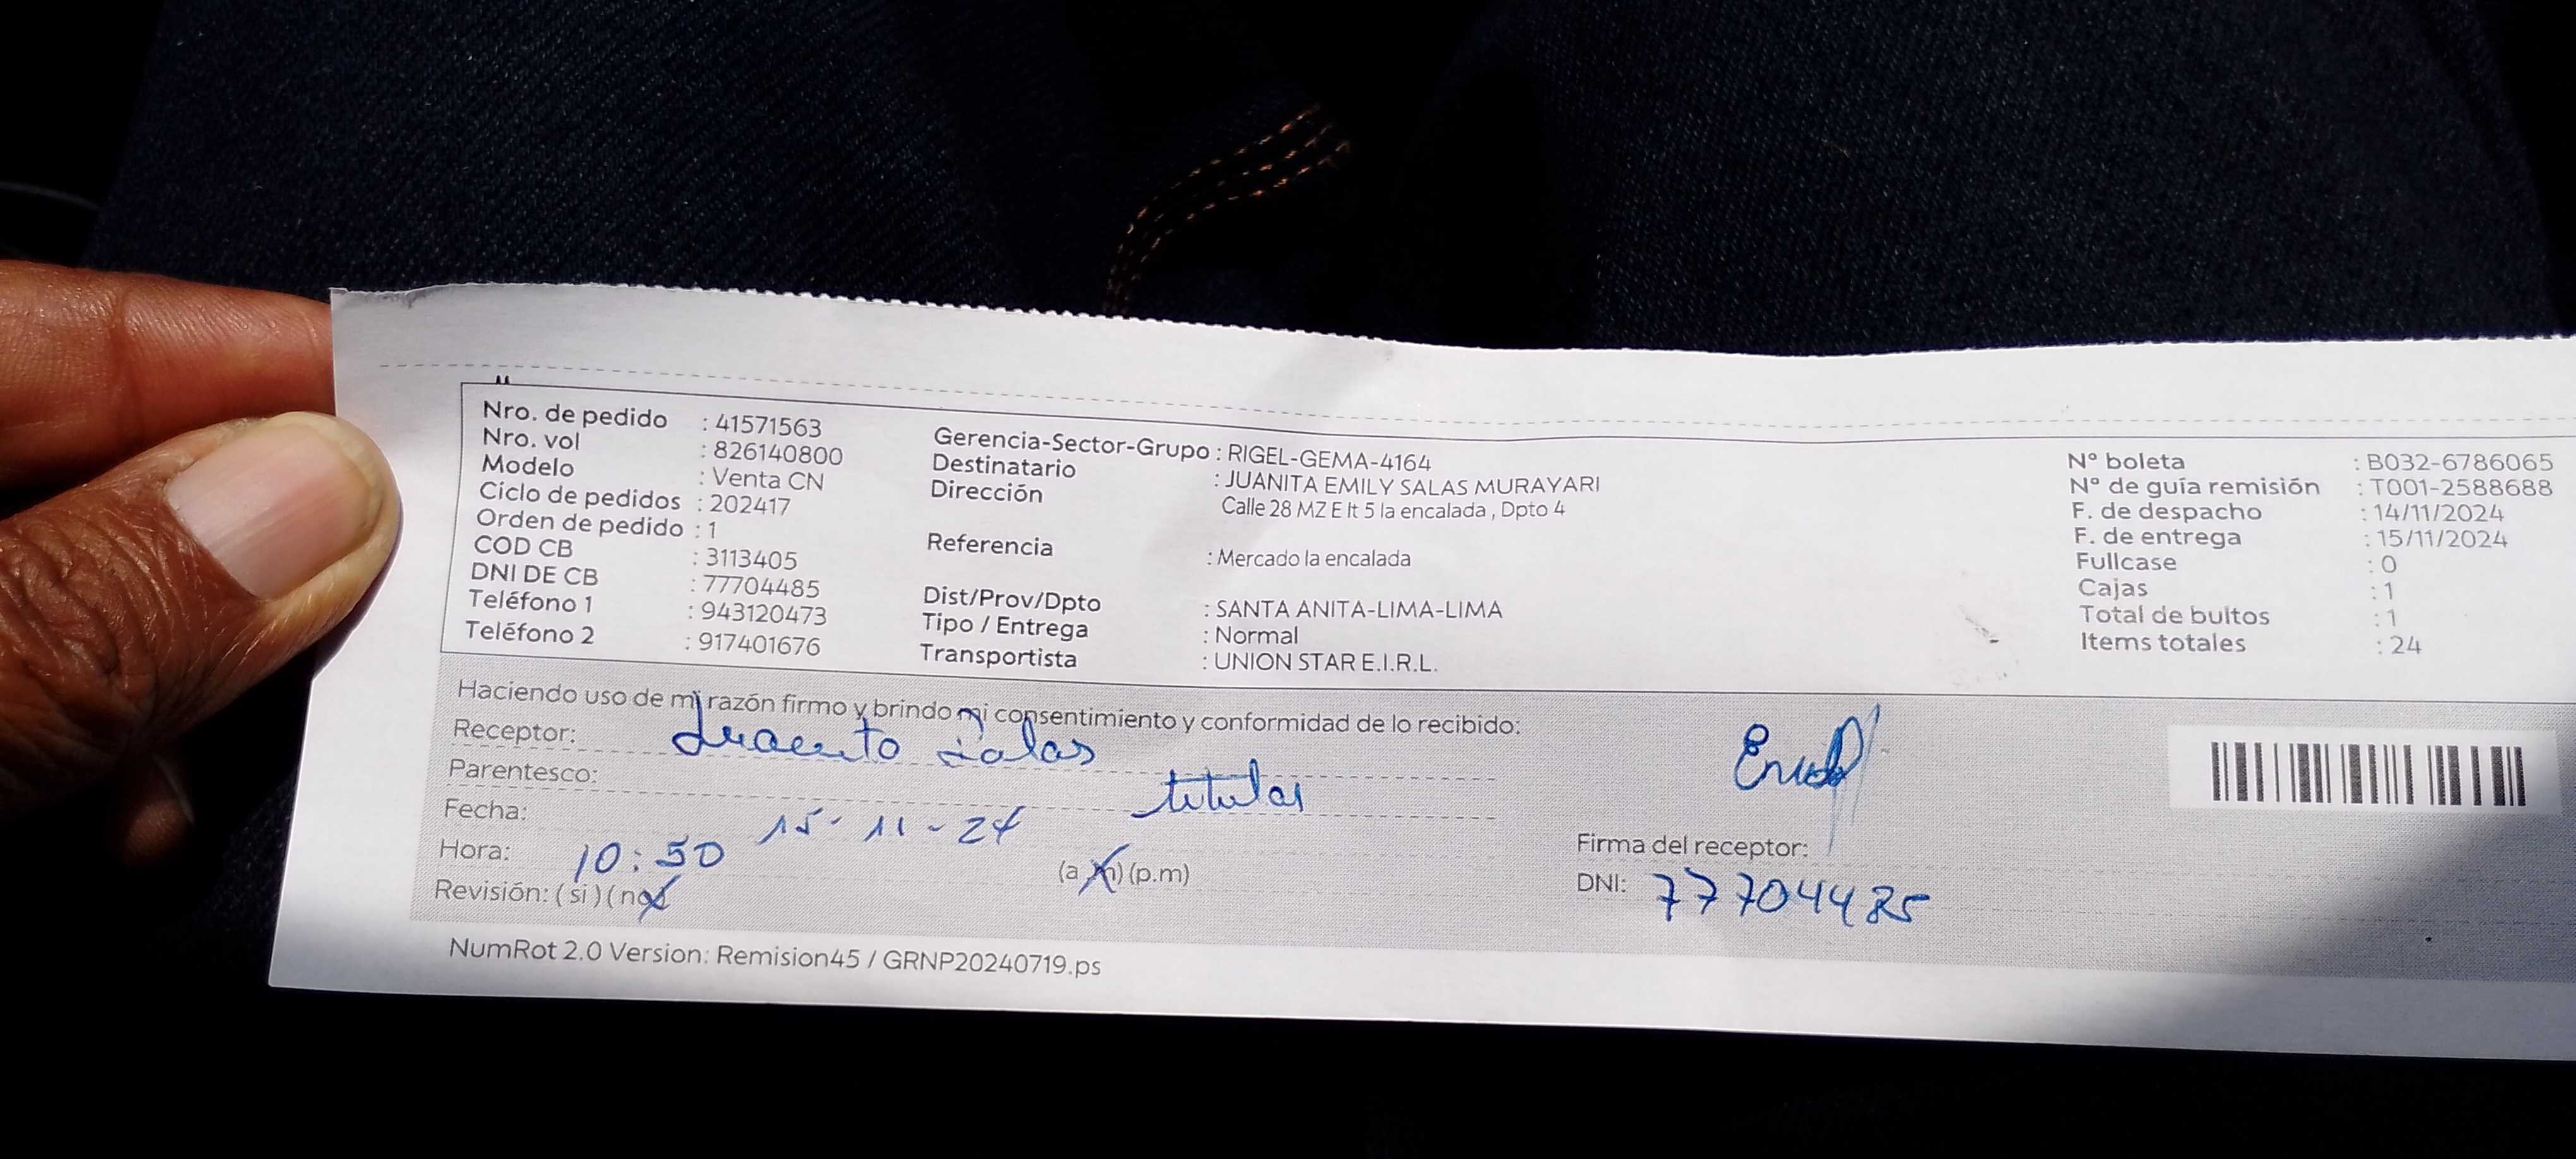 Nro. de pedido : 41571563
Nro. vol : 826140800
Modelo : Venta CN
Ciclo de pedidos : 202417
Orden de pedido : 1
COD CB : 3113405
DNI DE CB : 77704485
Teléfono 1 : 943120473
Teléfono 2 : 917401676
Gerencia-Sector-Grupo : RIGEL-GEMA-4164
Destinatario : JUANITA EMILY SALAS MURAYARI
Dirección Calle 28 MZ E lt 5 la encalada , Dpto 4
Referencia : Mercado la encalada
Dist/Prov/Dpto : SANTA ANITA-LIMA-LIMA
Tipo / Entrega : Normal
Transportista : UNION STAR E.I.R.L.
N° boleta : B032-6786065
N° de guía remisión : T001-2588688
F. de despacho : 14/11/2024
F. de entrega : 15/11/2024
Fullcase : 0
Cajas : 1
Total de bultos : 1
Items totales : 24
Haciendo uso de mi razón firmo y brindo mi consentimiento y conformidad de lo recibido:
Receptor: Salas
Parentesco: titular
Fecha: 15-11-24
Hora: 10:50 (a.m) (p.m)
Revisión: ( si ) ( no )
Firma del receptor:
DNI: 77704485
NumRot 2.0 Version: Remision45 / GRNP20240719.ps